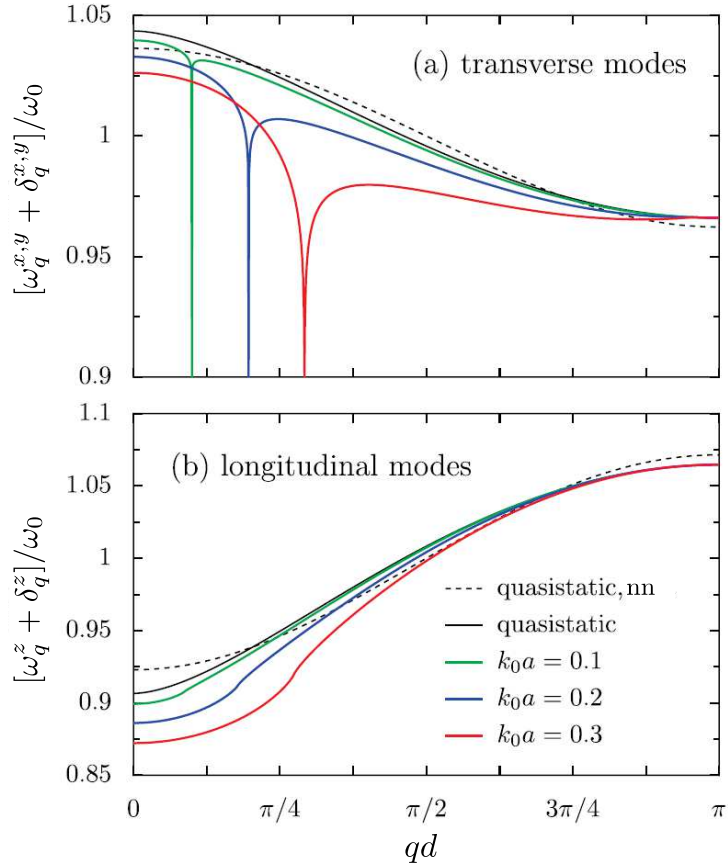 1.05
(a) transverse modes
1
0.95
0.9
[ω_q^{x,y} + δ_q^{x,y}]/ω_0
1.1
(b) longitudinal modes
1.05
1
0.95
0.9
0.85
[ω_q^z + δ_q^z]/ω_0
quasistatic,nn
quasistatic
k_0a = 0.1
k_0a = 0.2
k_0a = 0.3
0 π/4 π/2 3π/4 π
qd